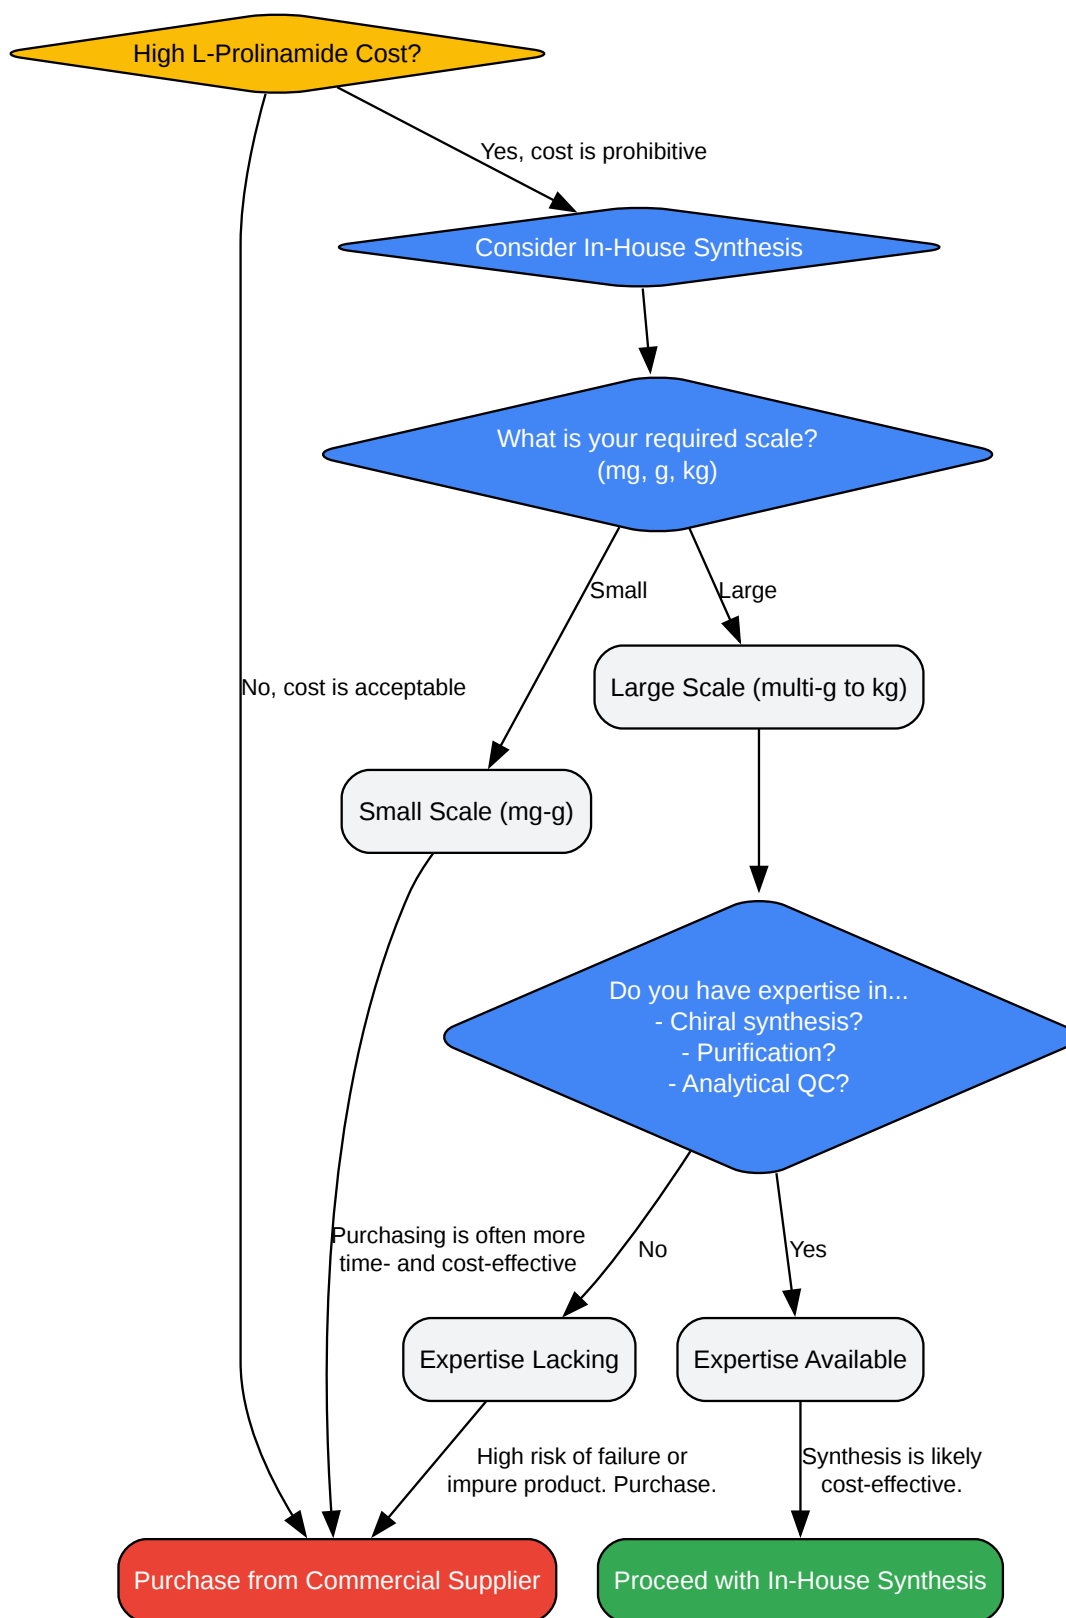 High L-Prolinamide Cost?
Yes, cost is prohibitive
Consider In-House Synthesis
What is your required scale?
(mg, g, kg)
Small
Large
No, cost is acceptable
Large Scale (multi-g to kg)
Small Scale (mg-g)
Do you have expertise in...
- Chiral synthesis?
- Purification?
- Analytical QC?
Purchasing is often more
time- and cost-effective
No
Yes
Expertise Lacking
Expertise Available
High risk of failure or
impure product. Purchase.
Synthesis is likely
cost-effective.
Purchase from Commercial Supplier
Proceed with In-House Synthesis